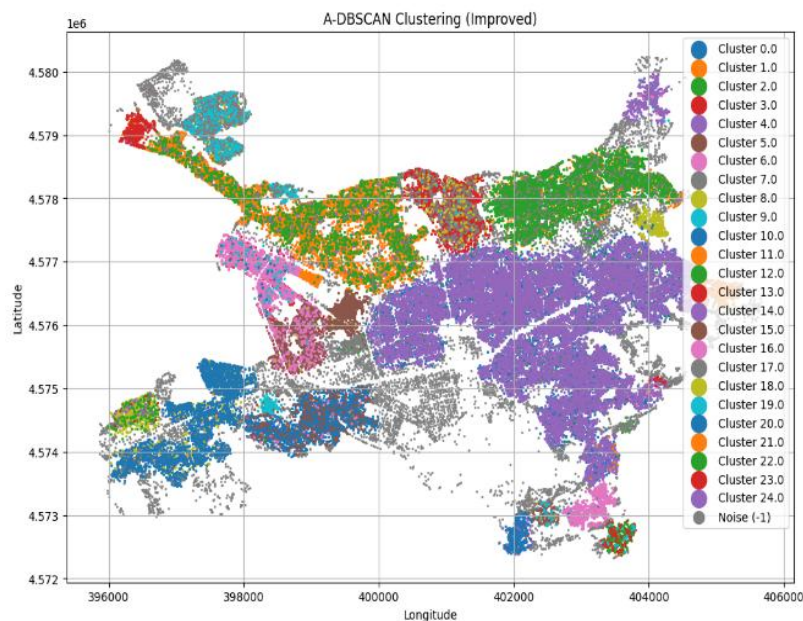 A-DBSCAN Clustering (Improved)
1e6
4.580
4.579
4.578
4.577
4.576
4.575
4.574
4.573
4.572
Latitude
396000
398000
400000
402000
404000
406000
Longitude
Cluster 0.0
Cluster 1.0
Cluster 2.0
Cluster 3.0
Cluster 4.0
Cluster 5.0
Cluster 6.0
Cluster 7.0
Cluster 8.0
Cluster 9.0
Cluster 10.0
Cluster 11.0
Cluster 12.0
Cluster 13.0
Cluster 14.0
Cluster 15.0
Cluster 16.0
Cluster 17.0
Cluster 18.0
Cluster 19.0
Cluster 20.0
Cluster 21.0
Cluster 22.0
Cluster 23.0
Cluster 24.0
Noise (-1)